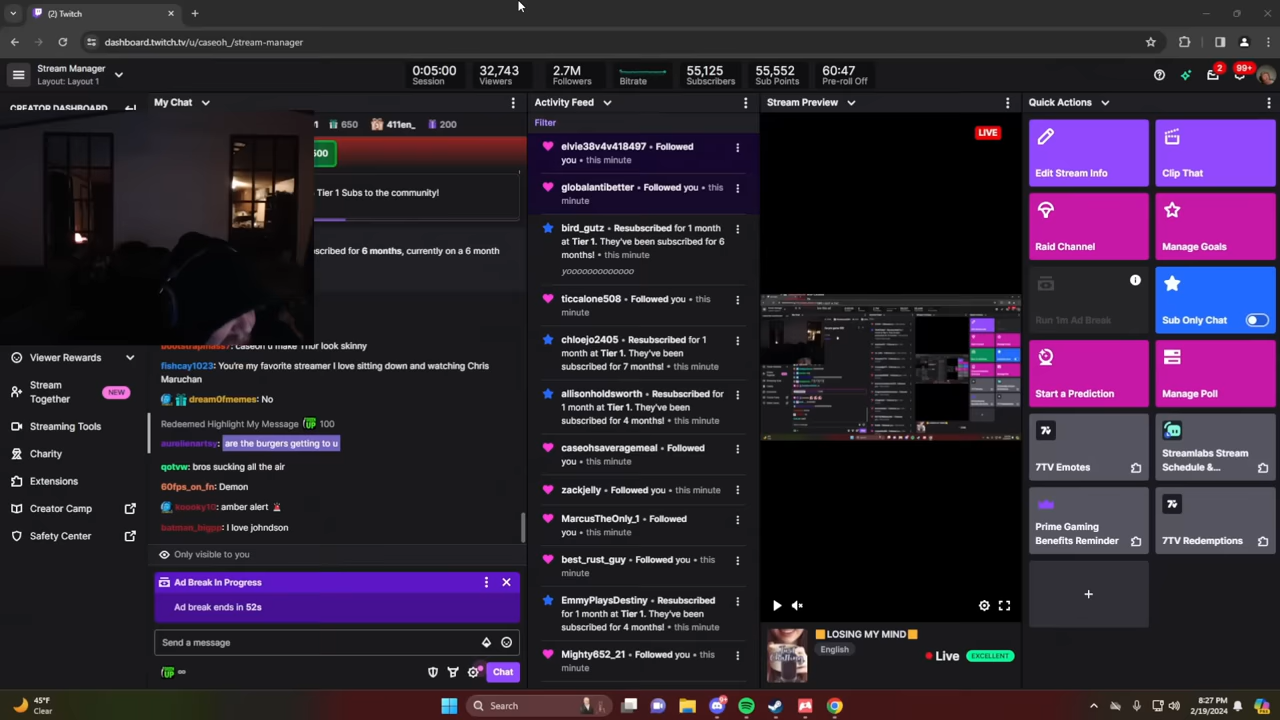 (2) Twitch
dashboard.twitch.tv/u/caseoh_/stream-manager
Stream Manager
Layout: Layout 1
0:05:00
Session
32,743
Viewers
2.7M
Followers
Bitrate
55,125
Subscribers
55,552
Sub Points
60:47
Pre-roll Off
2
99+
CREATOR DASHBOARD
Viewer Rewards
Stream
Together
NEW
Streaming Tools
Charity
Extensions
Creator Camp
Safety Center
My Chat
650
411en_
200
Tier 1 Subs to the community!
scribed for 6 months, currently on a 6 month
fishcay1023: You're my favorite streamer I love sitting down and eating Chris
Maruchan
dream0fmemes: No
Redeemed Highlight My Message 100
aurelienartsy: are the burgers getting to u
qotvw: bros sucking all the air
60fps_on_fn: Demon
koonky10: amber alert
batman_bigpp: I love johndson
Only visible to you
Ad Break In Progress
Ad break ends in 52s
Send a message
Chat
Activity Feed
Filter
elvie38v4v418497 • Followed
you • this minute
globalantibetter • Followed you • this
minute
bird_gutz • Resubscribed for 1 month
at Tier 1. They've been subscribed for 6
months! • this minute
yooooooooooooo
ticcalone508 • Followed you • this
minute
chloejo2405 • Resubscribed for 1
month at Tier 1. They've been
subscribed for 7 months! • this minute
allisenhottawott • Resubscribed for
1 month at Tier 1. They've been
subscribed for 4 months! • this minute
caseohsaveragemeal • Followed
you • this minute
zackjelly • Followed you • this minute
MarcusTheOnly_1 • Followed
you • this minute
best_rust_guy • Followed you • this
minute
EmmyPlaysDestiny • Resubscribed
for 1 month at Tier 1. They've been
subscribed for 4 months! • this minute
Mighty652_21 • Followed you • this
minute
Stream Preview
LIVE
LOSING MY MIND
English
Live
EXCELLENT
Quick Actions
Edit Stream Info
Clip That
Raid Channel
Manage Goals
Run 1m Ad Break
Sub Only Chat
Start a Prediction
Manage Poll
7TV Emotes
Streamlabs Stream
Schedule &...
Prime Gaming
Benefits Reminder
7TV Redemptions
45°F
Clear
Search
8:27 PM
2/19/2024